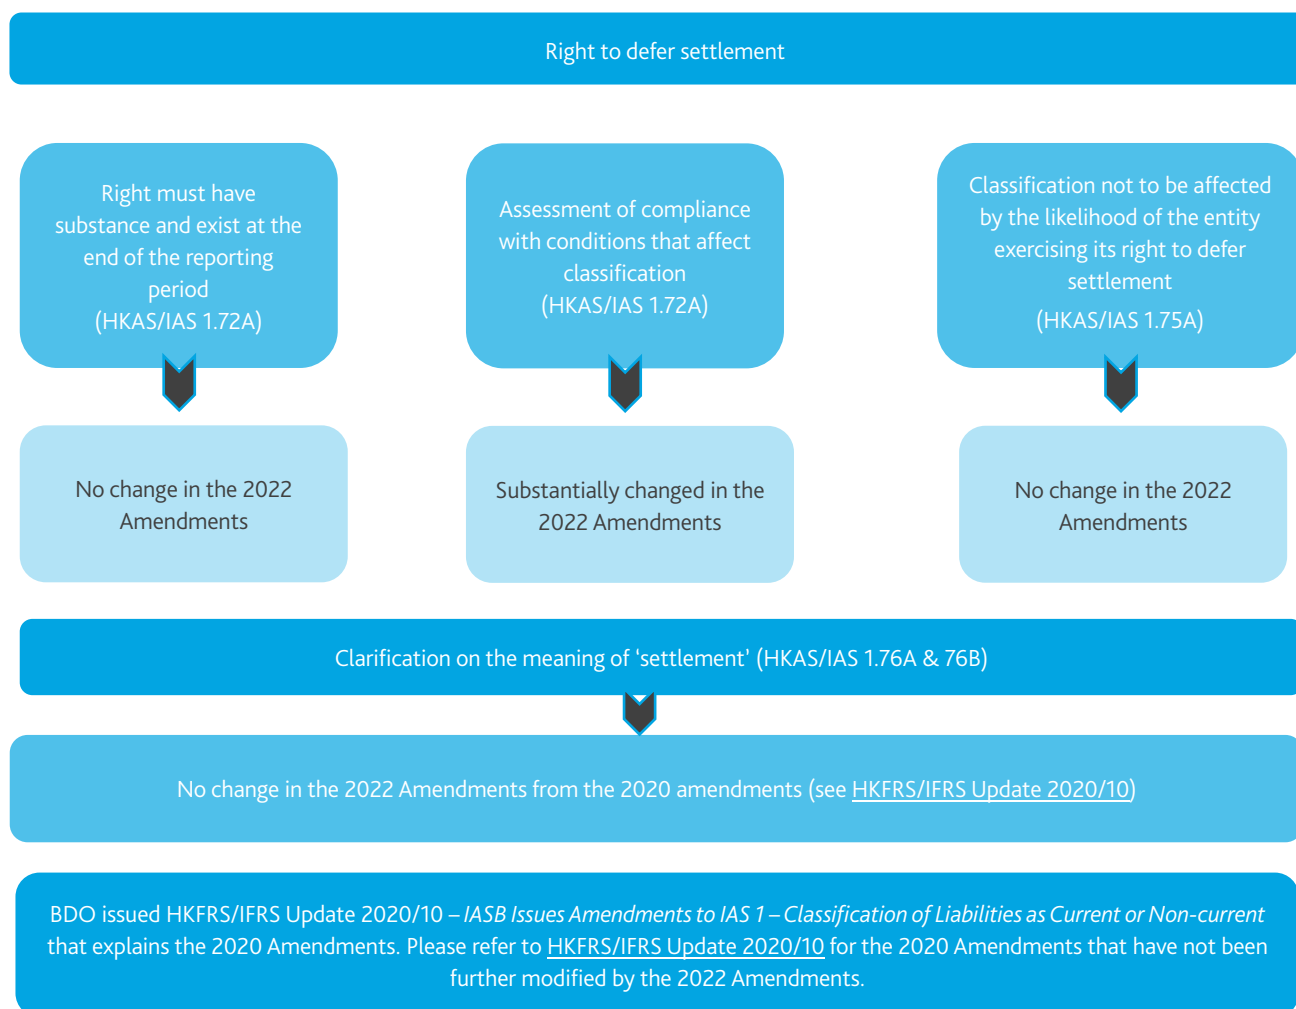 Right to defer settlement
Right must have
substance and exist at the
end of the reporting
period
(HKAS/IAS 1.72A)
Assessment of compliance
with conditions that affect
classification
(HKAS/IAS 1.72A)
Classification not to be affected
by the likelihood of the entity
exercising its right to defer
settlement
(HKAS/IAS 1.75A)
No change in the 2022
Amendments
Substantially changed in the
2022 Amendments
No change in the 2022
Amendments
Clarification on the meaning of ‘settlement’ (HKAS/IAS 1.76A & 76B)
No change in the 2022 Amendments from the 2020 amendments (see HKFRS/IFRS Update 2020/10)
BDO issued HKFRS/IFRS Update 2020/10 – IASB Issues Amendments to IAS 1 – Classification of Liabilities as Current or Non-current
that explains the 2020 Amendments. Please refer to HKFRS/IFRS Update 2020/10 for the 2020 Amendments that have not been
further modified by the 2022 Amendments.